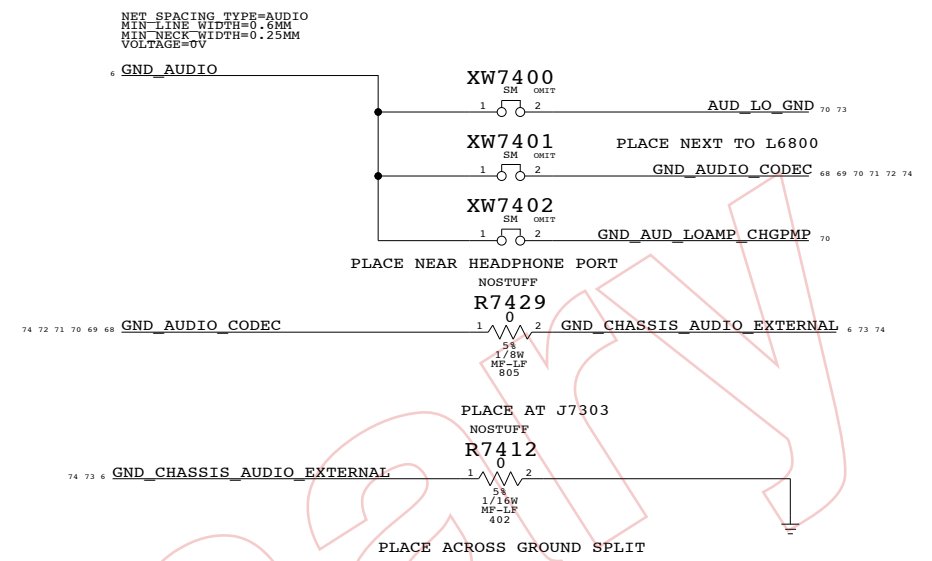 NET_SPACING_TYPE=AUDIO
MIN_LINE_WIDTH=0.6MM
MIN_NECK_WIDTH=0.25MM
VOLTAGE=0V
6 GND_AUDIO
XW7400
SM OMIT
1 2
AUD_LO_GND 70 73
XW7401
SM OMIT
PLACE NEXT TO L6800
1 2
GND_AUDIO_CODEC 68 69 70 71 72 74
XW7402
SM OMIT
1 2
GND_AUD_LOAMP_CHGPMP 70
PLACE NEAR HEADPHONE PORT
NOSTUFF
R7429
0
74 72 71 70 69 68 GND_AUDIO_CODEC 1 2 GND_CHASSIS_AUDIO_EXTERNAL 6 73 74
5%
1/8W
MF-LF
805
PLACE AT J7303
NOSTUFF
R7412
0
74 73 6 GND_CHASSIS_AUDIO_EXTERNAL 1 2
5%
1/16W
MF-LF
402
PLACE ACROSS GROUND SPLIT
ary